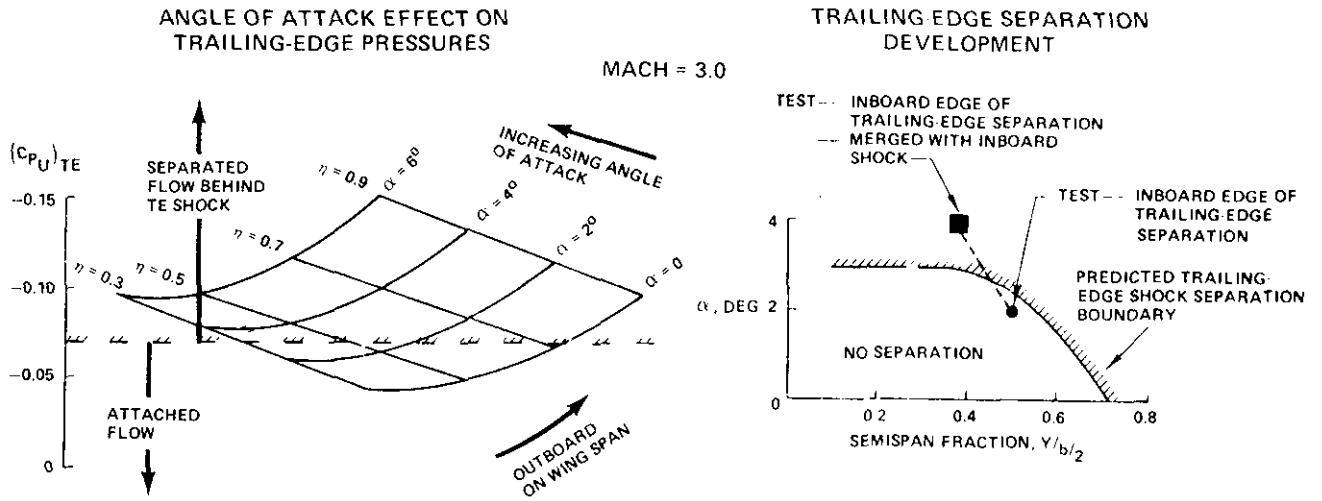 ANGLE OF ATTACK EFFECT ON
TRAILING-EDGE PRESSURES
TRAILING-EDGE SEPARATION
DEVELOPMENT
MACH = 3.0
(C_{P_U})_{TE}
−0.15
−0.10
−0.05
0
SEPARATED
FLOW BEHIND
TE SHOCK
ATTACHED
FLOW
η = 0.3
η = 0.5
η = 0.7
η = 0.9
α = 6°
α = 4°
α = 2°
α = 0
INCREASING ANGLE
OF ATTACK
OUTBOARD
ON WING SPAN
TEST-- INBOARD EDGE OF
TRAILING-EDGE SEPARATION
-- MERGED WITH INBOARD
SHOCK
TEST-- INBOARD EDGE OF
TRAILING-EDGE
SEPARATION
PREDICTED TRAILING-
EDGE SHOCK SEPARATION
BOUNDARY
NO SEPARATION
α, DEG
4
2
0
0.2
0.4
0.6
0.8
SEMISPAN FRACTION, Y/b/2